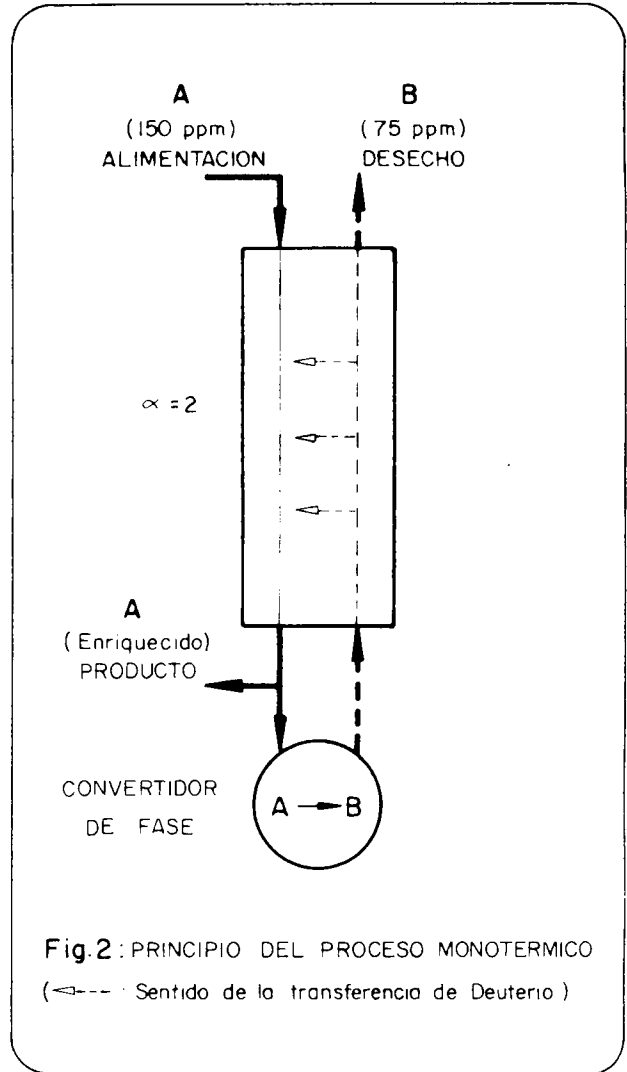 A
(150 ppm)
ALIMENTACION
B
(75 ppm)
DESECHO
∝ = 2
A
(Enriquecido)
PRODUCTO
CONVERTIDOR
DE FASE
A → B
Fig.2: PRINCIPIO DEL PROCESO MONOTERMICO
(◁--- Sentido de la transferencia de Deuterio)